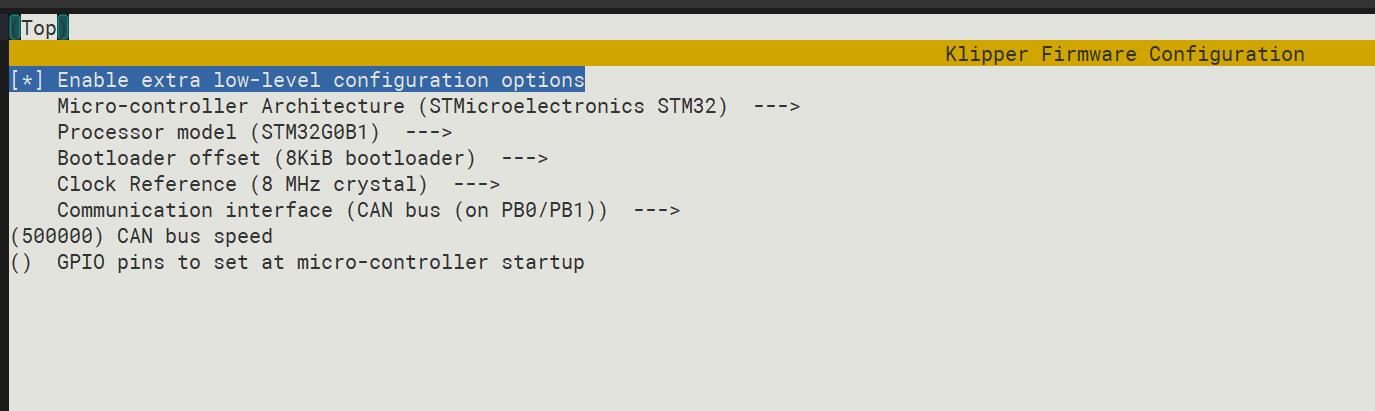 (Top)
Klipper Firmware Configuration
[*] Enable extra low-level configuration options
Micro-controller Architecture (STMicroelectronics STM32)  --->
Processor model (STM32G0B1)  --->
Bootloader offset (8KiB bootloader)  --->
Clock Reference (8 MHz crystal)  --->
Communication interface (CAN bus (on PB0/PB1))  --->
(500000) CAN bus speed
()  GPIO pins to set at micro-controller startup